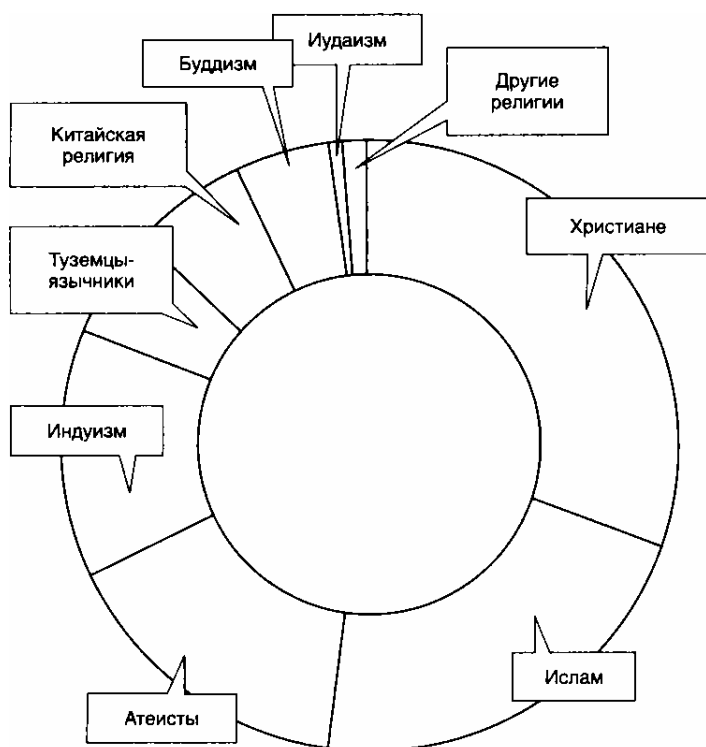 Иудаизм
Буддизм
Другие
религии
Китайская
религия
Христиане
Туземцы-
язычники
Индуизм
Ислам
Атеисты